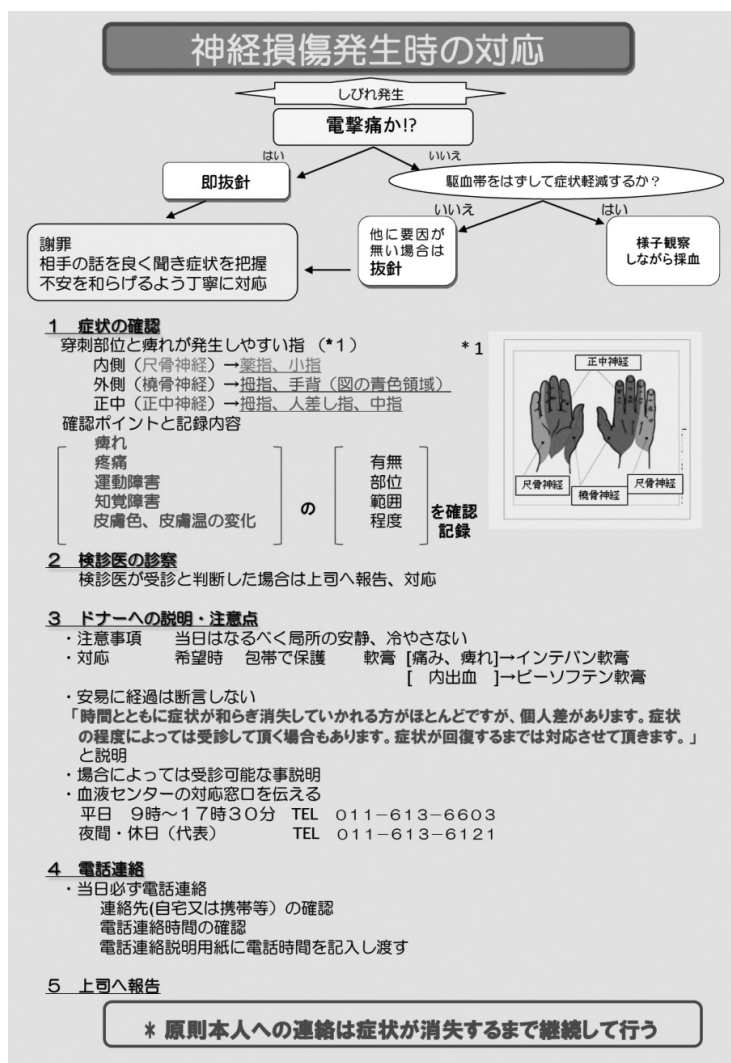 神経損傷発生時の対応
しびれ発生
電撃痛か!?
はい
いいえ
即抜針
駆血帯をはずして症状軽減するか？
いいえ
はい
他に要因が
無い場合は
抜針
様子観察
しながら採血
謝罪
相手の話を良く聞き症状を把握
不安を和らげるよう丁寧に対応
１　症状の確認
穿刺部位と痺れが発生しやすい指　（*１）
内側（尺骨神経）→薬指、小指
外側（橈骨神経）→拇指、手背（図の青色領域）
正中（正中神経）→拇指、人差し指、中指
確認ポイントと記録内容
痺れ
疼痛
運動障害
知覚障害
皮膚色、皮膚温の変化
の
有無
部位
範囲
程度
を確認
記録
*１
正中神経
尺骨神経
橈骨神経
尺骨神経
２　検診医の診察
検診医が受診と判断した場合は上司へ報告、対応
３　ドナーへの説明・注意点
・注意事項　当日はなるべく局所の安静、冷やさない
・対応　希望時　包帯で保護　軟膏 [痛み、痺れ]→インテバン軟膏
[　内出血　]→ビーソフテン軟膏
・安易に経過は断言しない
「時間とともに症状が和らぎ消失していかれる方がほとんどですが、個人差があります。症状
の程度によっては受診して頂く場合もあります。症状が回復するまでは対応させて頂きます。」
と説明
・場合によっては受診可能な事説明
・血液センターの対応窓口を伝える
平日　９時～１７時３０分　TEL　０１１－６１３－６６０３
夜間・休日（代表）　TEL　０１１－６１３－６１２１
４　電話連絡
・当日必ず電話連絡
連絡先(自宅又は携帯等）の確認
電話連絡時間の確認
電話連絡説明用紙に電話時間を記入し渡す
５　上司へ報告
＊ 原則本人への連絡は症状が消失するまで継続して行う